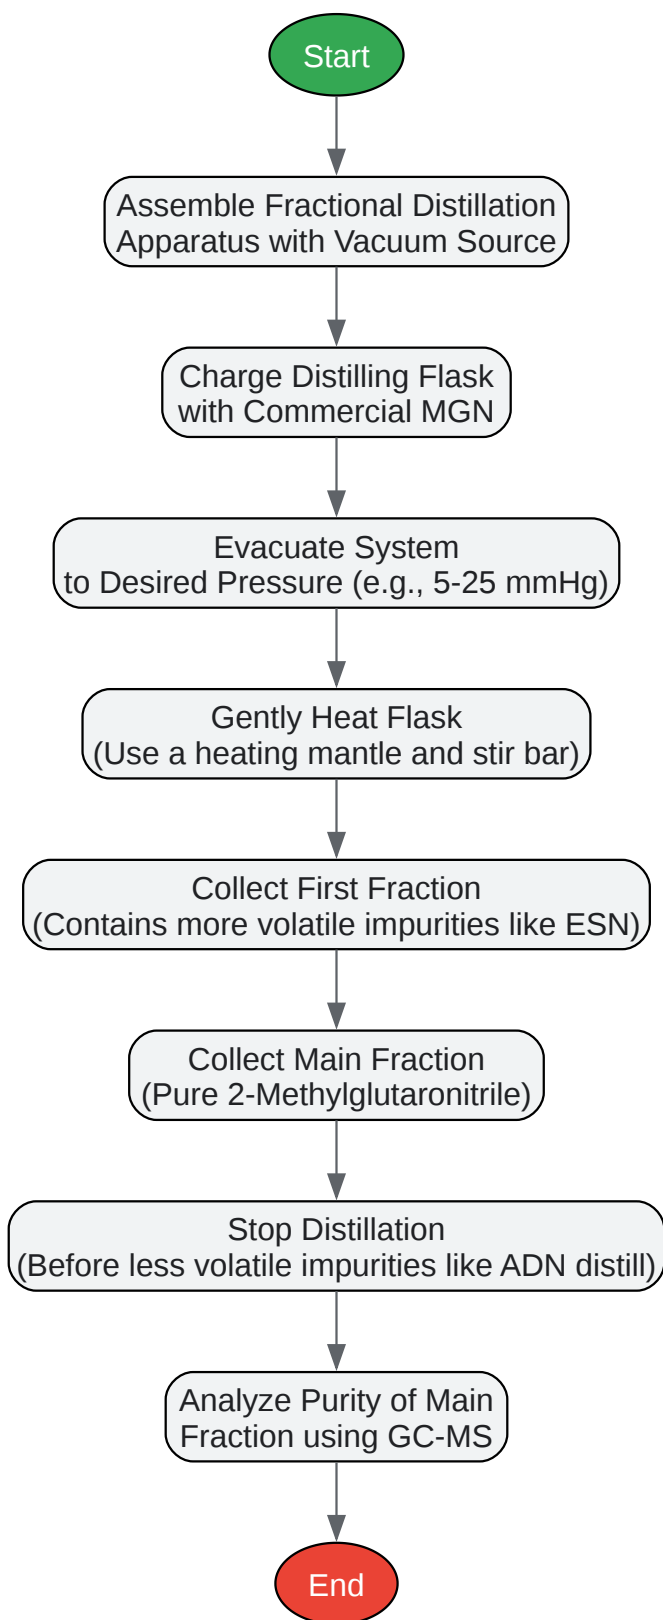 Start
Assemble Fractional Distillation
Apparatus with Vacuum Source
Charge Distilling Flask
with Commercial MGN
Evacuate System
to Desired Pressure (e.g., 5-25 mmHg)
Gently Heat Flask
(Use a heating mantle and stir bar)
Collect First Fraction
(Contains more volatile impurities like ESN)
Collect Main Fraction
(Pure 2-Methylglutaronitrile)
Stop Distillation
(Before less volatile impurities like ADN distill)
Analyze Purity of Main
Fraction using GC-MS
End